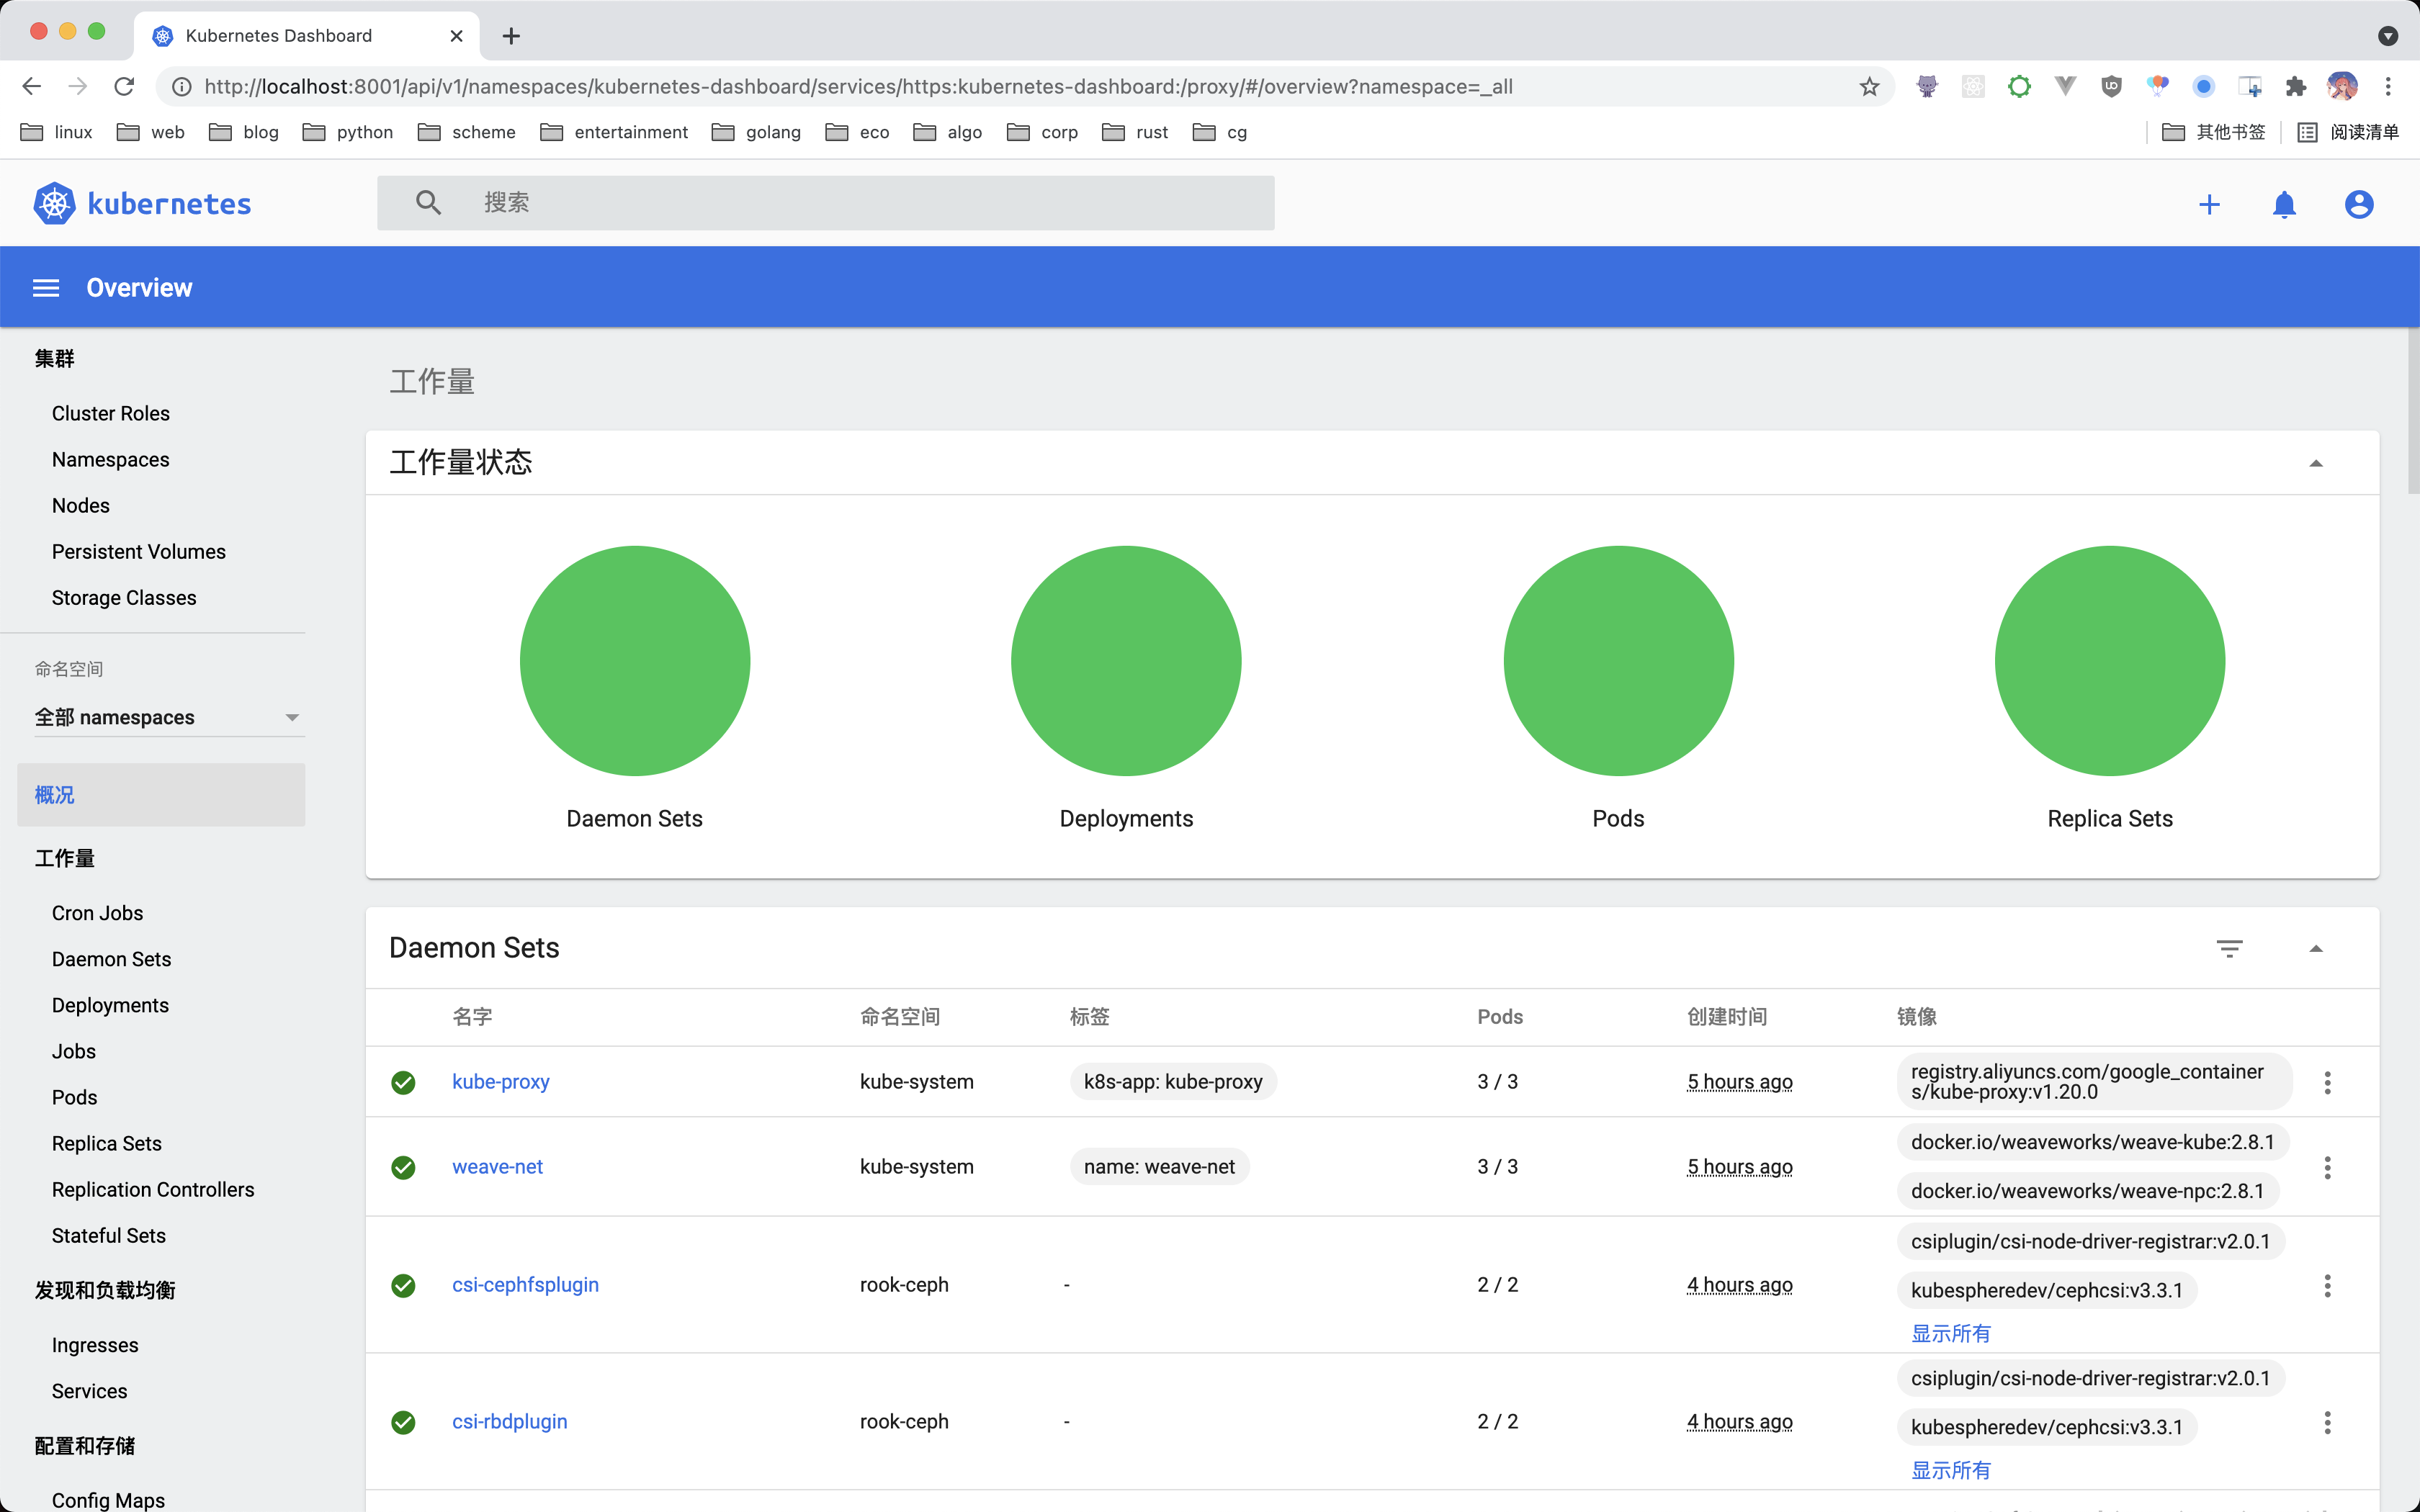 Kubernetes Dashboard
http://localhost:8001/api/v1/namespaces/kubernetes-dashboard/services/https:kubernetes-dashboard:/proxy/#/overview?namespace=_all
linux web blog python scheme entertainment golang eco algo corp rust cg 其他书签 阅读清单
kubernetes 搜索
Overview
集群
Cluster Roles
Namespaces
Nodes
Persistent Volumes
Storage Classes
命名空间
全部 namespaces
概况
工作量
Cron Jobs
Daemon Sets
Deployments
Jobs
Pods
Replica Sets
Replication Controllers
Stateful Sets
发现和负载均衡
Ingresses
Services
配置和存储
Config Maps
工作量
工作量状态
Daemon Sets Deployments Pods Replica Sets
Daemon Sets
名字 命名空间 标签 Pods 创建时间 镜像
kube-proxy kube-system k8s-app: kube-proxy 3 / 3 5 hours ago registry.aliyuncs.com/google_container
s/kube-proxy:v1.20.0
weave-net kube-system name: weave-net 3 / 3 5 hours ago docker.io/weaveworks/weave-kube:2.8.1
docker.io/weaveworks/weave-npc:2.8.1
csi-cephfsplugin rook-ceph - 2 / 2 4 hours ago csiplugin/csi-node-driver-registrar:v2.0.1
kubespheredev/cephcsi:v3.3.1
显示所有
csi-rbdplugin rook-ceph - 2 / 2 4 hours ago csiplugin/csi-node-driver-registrar:v2.0.1
kubespheredev/cephcsi:v3.3.1
显示所有